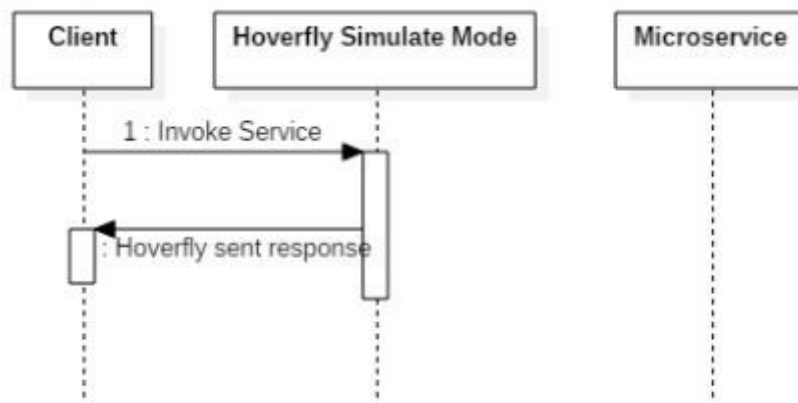 Client
Hoverfly Simulate Mode
Microservice
1 : Invoke Service
: Hoverfly sent response